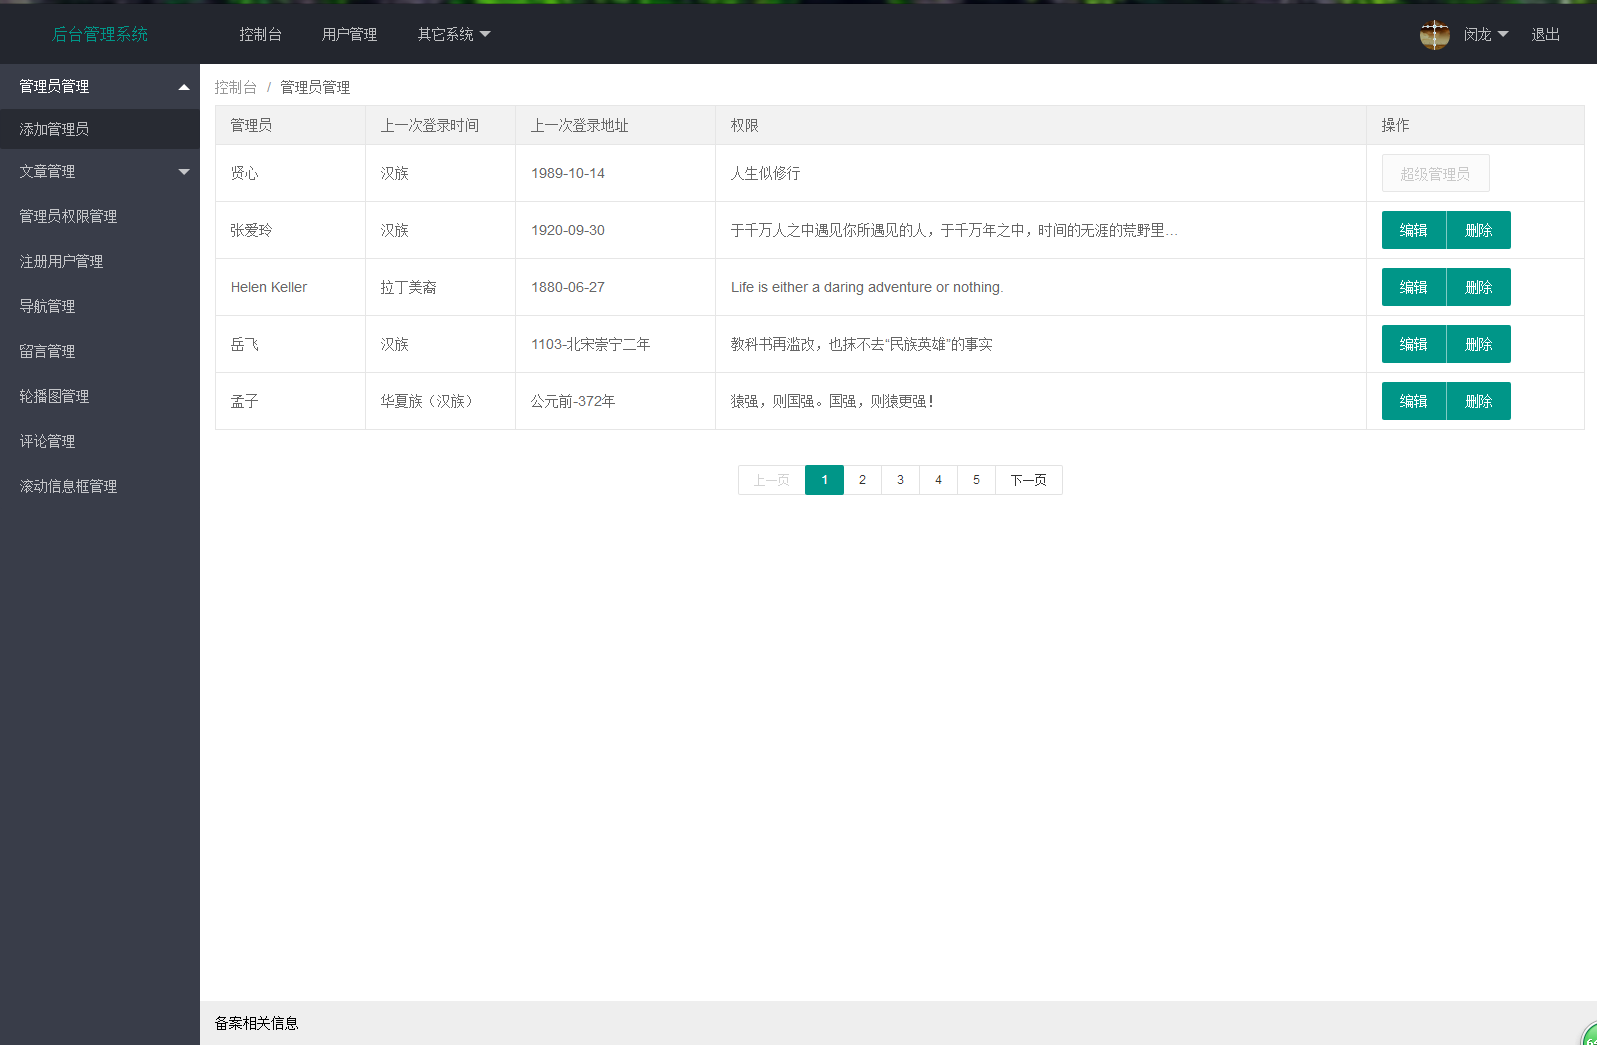 后台管理系统 控制台 用户管理 其它系统 闵龙 退出
管理员管理
添加管理员
文章管理
管理员权限管理
注册用户管理
导航管理
留言管理
轮播图管理
评论管理
滚动信息框管理
控制台 / 管理员管理
管理员 上一次登录时间 上一次登录地址 权限 操作
贤心 汉族 1989-10-14 人生似修行 超级管理员
张爱玲 汉族 1920-09-30 于千万人之中遇见你所遇见的人，于千万年之中，时间的无涯的荒野里… 编辑 删除
Helen Keller 拉丁美裔 1880-06-27 Life is either a daring adventure or nothing. 编辑 删除
岳飞 汉族 1103-北宋崇宁二年 教科书再滥改，也抹不去“民族英雄”的事实 编辑 删除
孟子 华夏族（汉族） 公元前-372年 猿强，则国强。国强，则猿更强！ 编辑 删除
上一页 1 2 3 4 5 下一页
备案相关信息